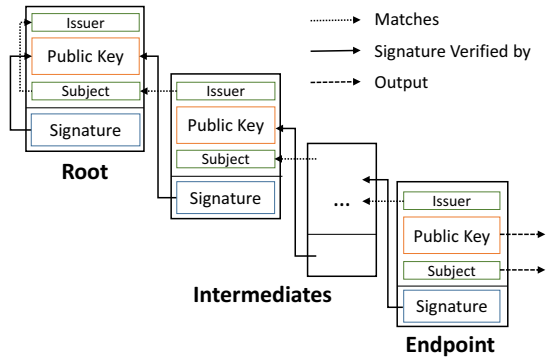 Issuer
Public Key
Subject
Signature
Root
Matches
Signature Verified by
Output
Issuer
Public Key
Subject
Signature
Intermediates
...
Issuer
Public Key
Subject
Signature
Endpoint